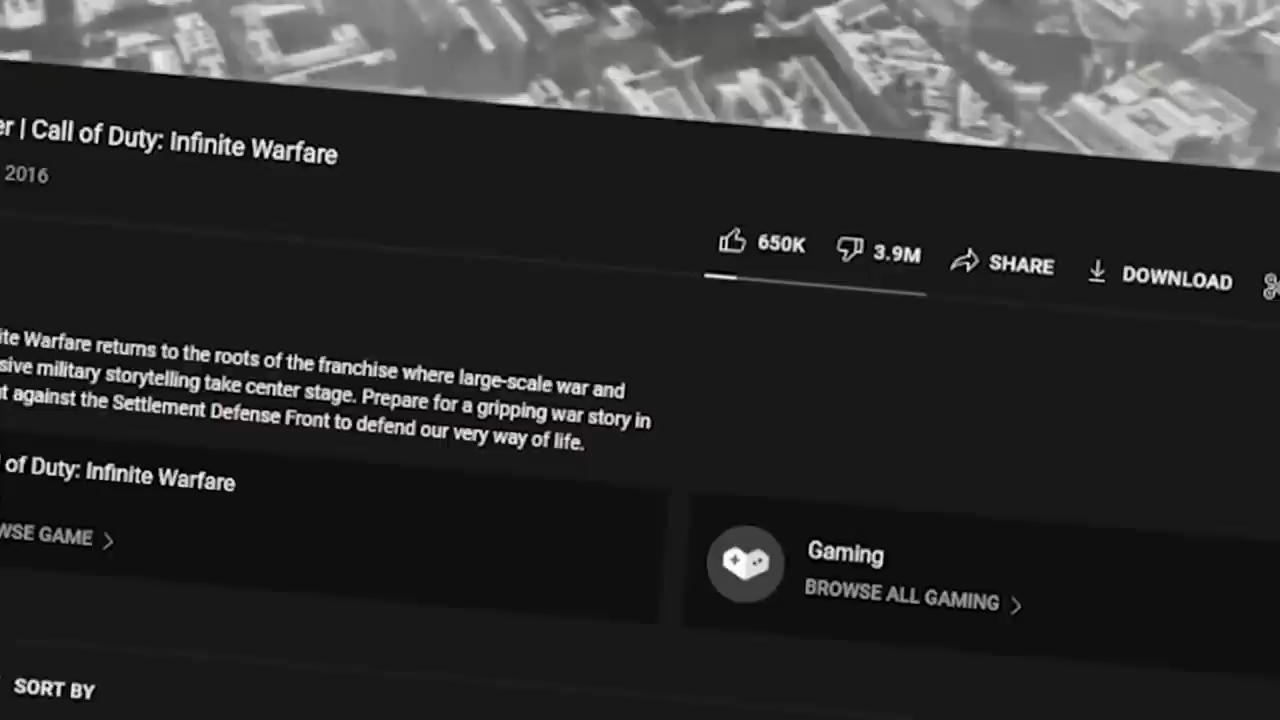 er | Call of Duty: Infinite Warfare
2016
650K 3.9M SHARE DOWNLOAD
ite Warfare returns to the roots of the franchise where large-scale war and
sive military storytelling take center stage. Prepare for a gripping war story in
t against the Settlement Defense Front to defend our very way of life.
of Duty: Infinite Warfare
WSE GAME
Gaming
BROWSE ALL GAMING
SORT BY